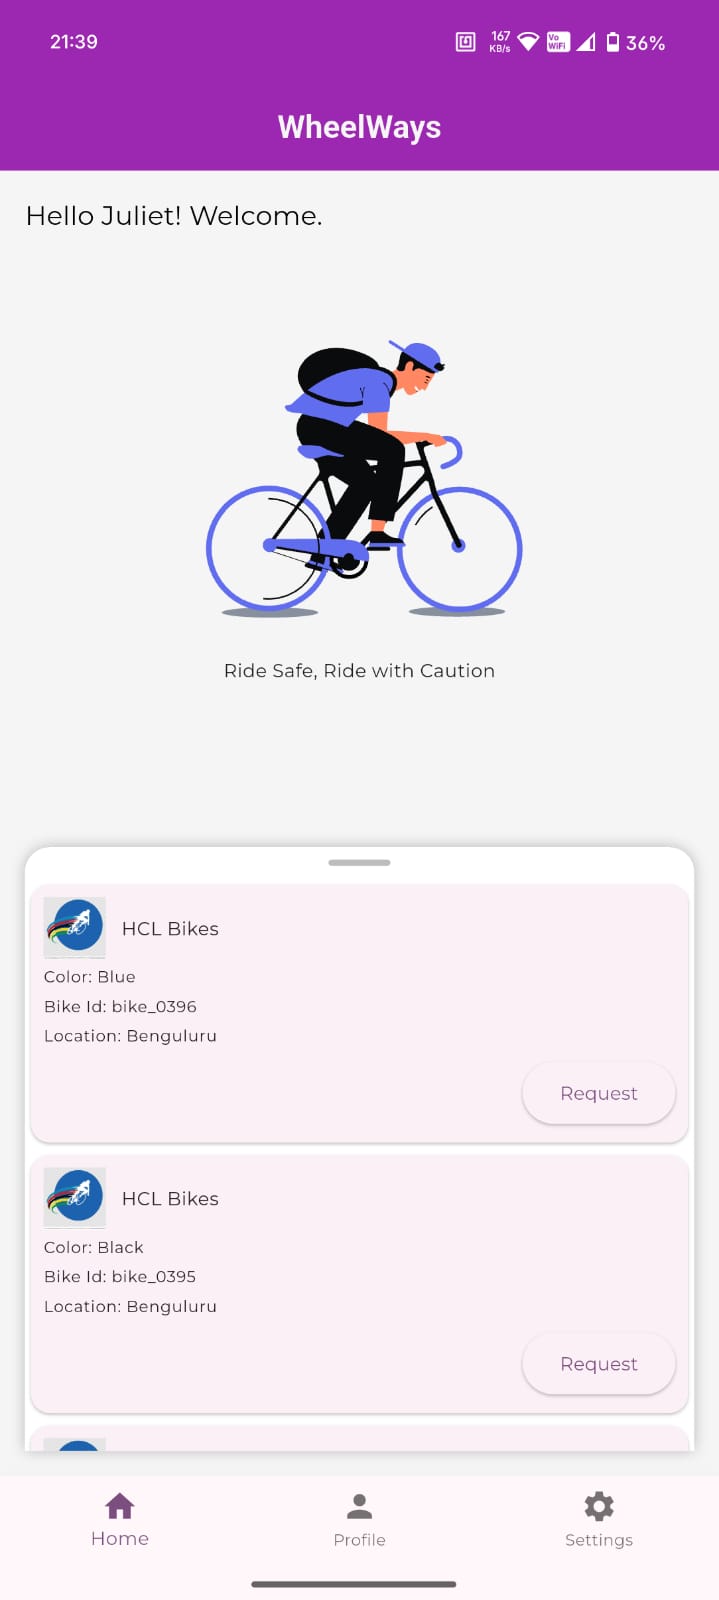 21:39
167
KB/s
Vo
WiFi
36%
WheelWays
Hello Juliet! Welcome.
Ride Safe, Ride with Caution
HCL Bikes
Color: Blue
Bike Id: bike_0396
Location: Benguluru
Request
HCL Bikes
Color: Black
Bike Id: bike_0395
Location: Benguluru
Request
Home
Profile
Settings